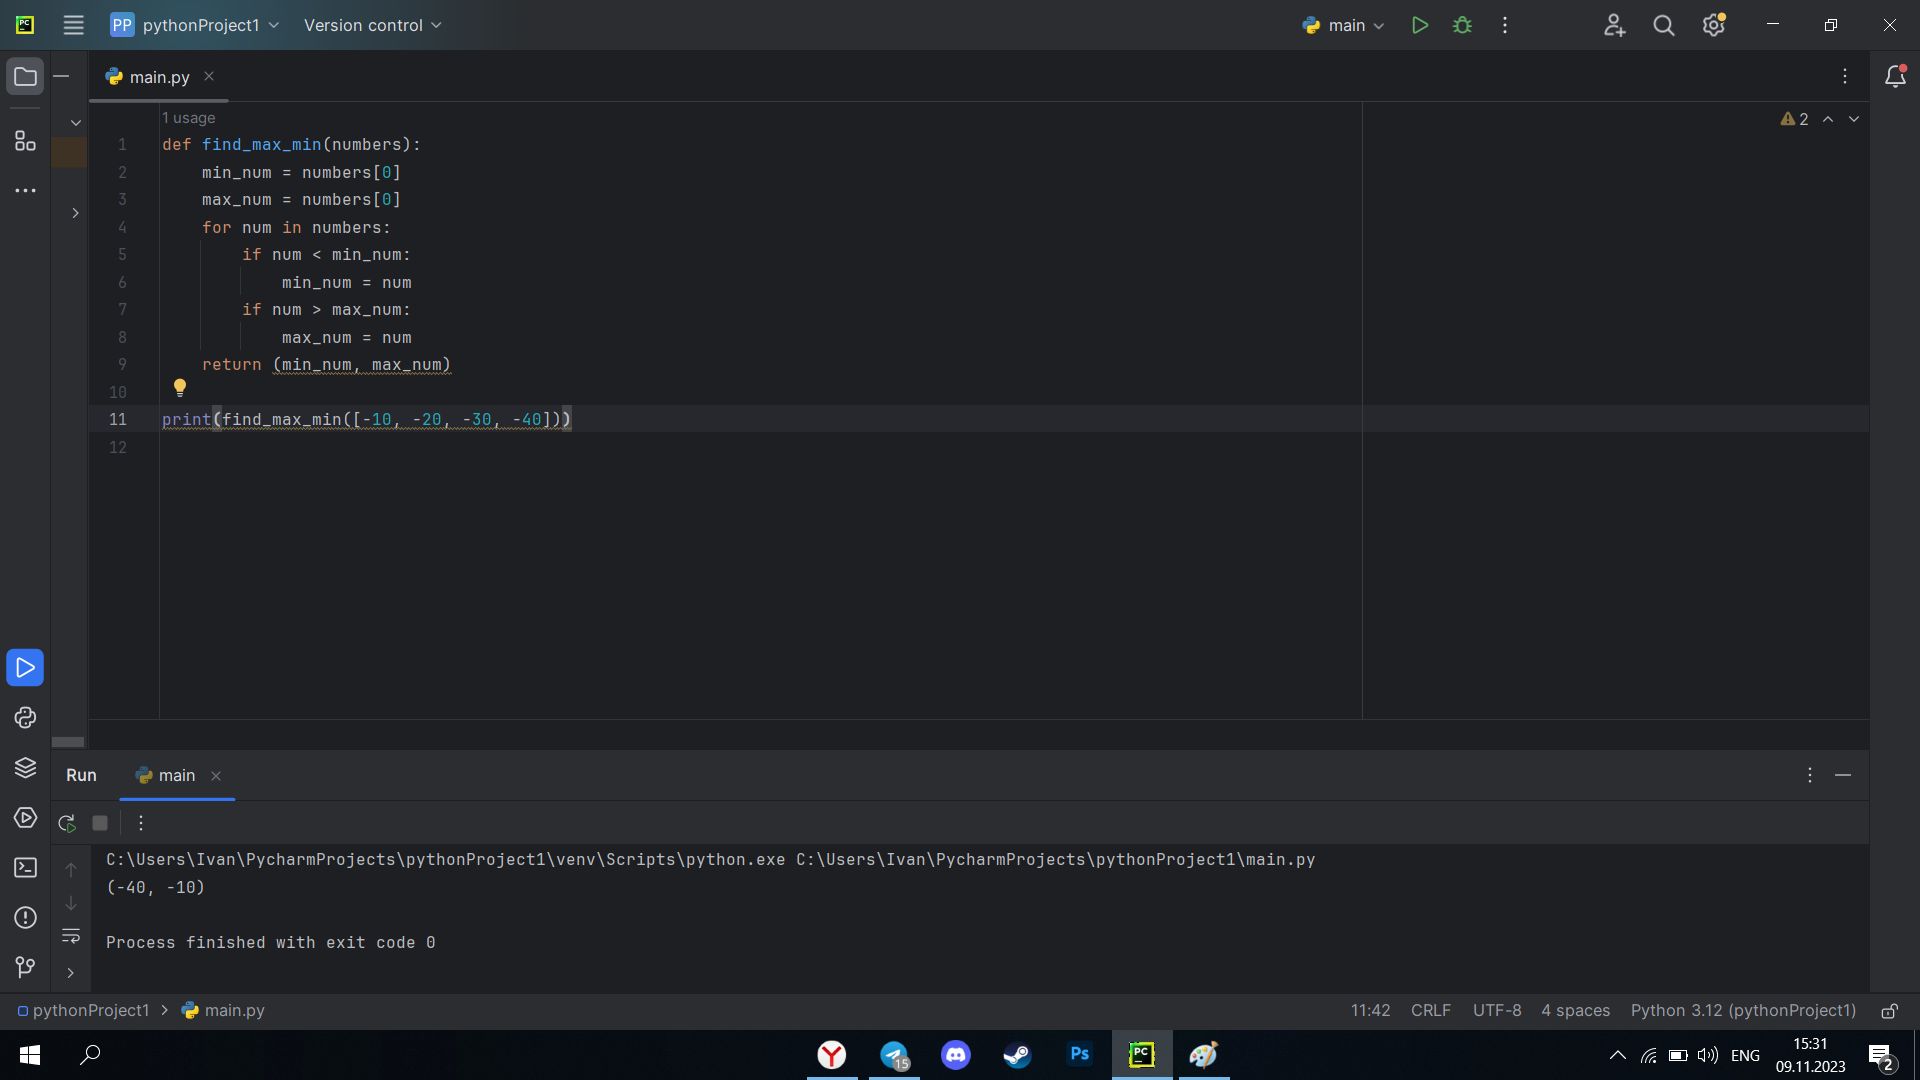 PC PP pythonProject1 Version control main
main.py
1 usage
2
1 def find_max_min(numbers):
2 min_num = numbers[0]
3 max_num = numbers[0]
4 for num in numbers:
5 if num < min_num:
6 min_num = num
7 if num > max_num:
8 max_num = num
9 return (min_num, max_num)
10
11 print(find_max_min([-10, -20, -30, -40]))
12
Run main
C:\Users\Ivan\PycharmProjects\pythonProject1\venv\Scripts\python.exe C:\Users\Ivan\PycharmProjects\pythonProject1\main.py
(-40, -10)
Process finished with exit code 0
pythonProject1 > main.py 11:42 CRLF UTF-8 4 spaces Python 3.12 (pythonProject1)
Y 15 Ps PC ENG 15:31
09.11.2023 2